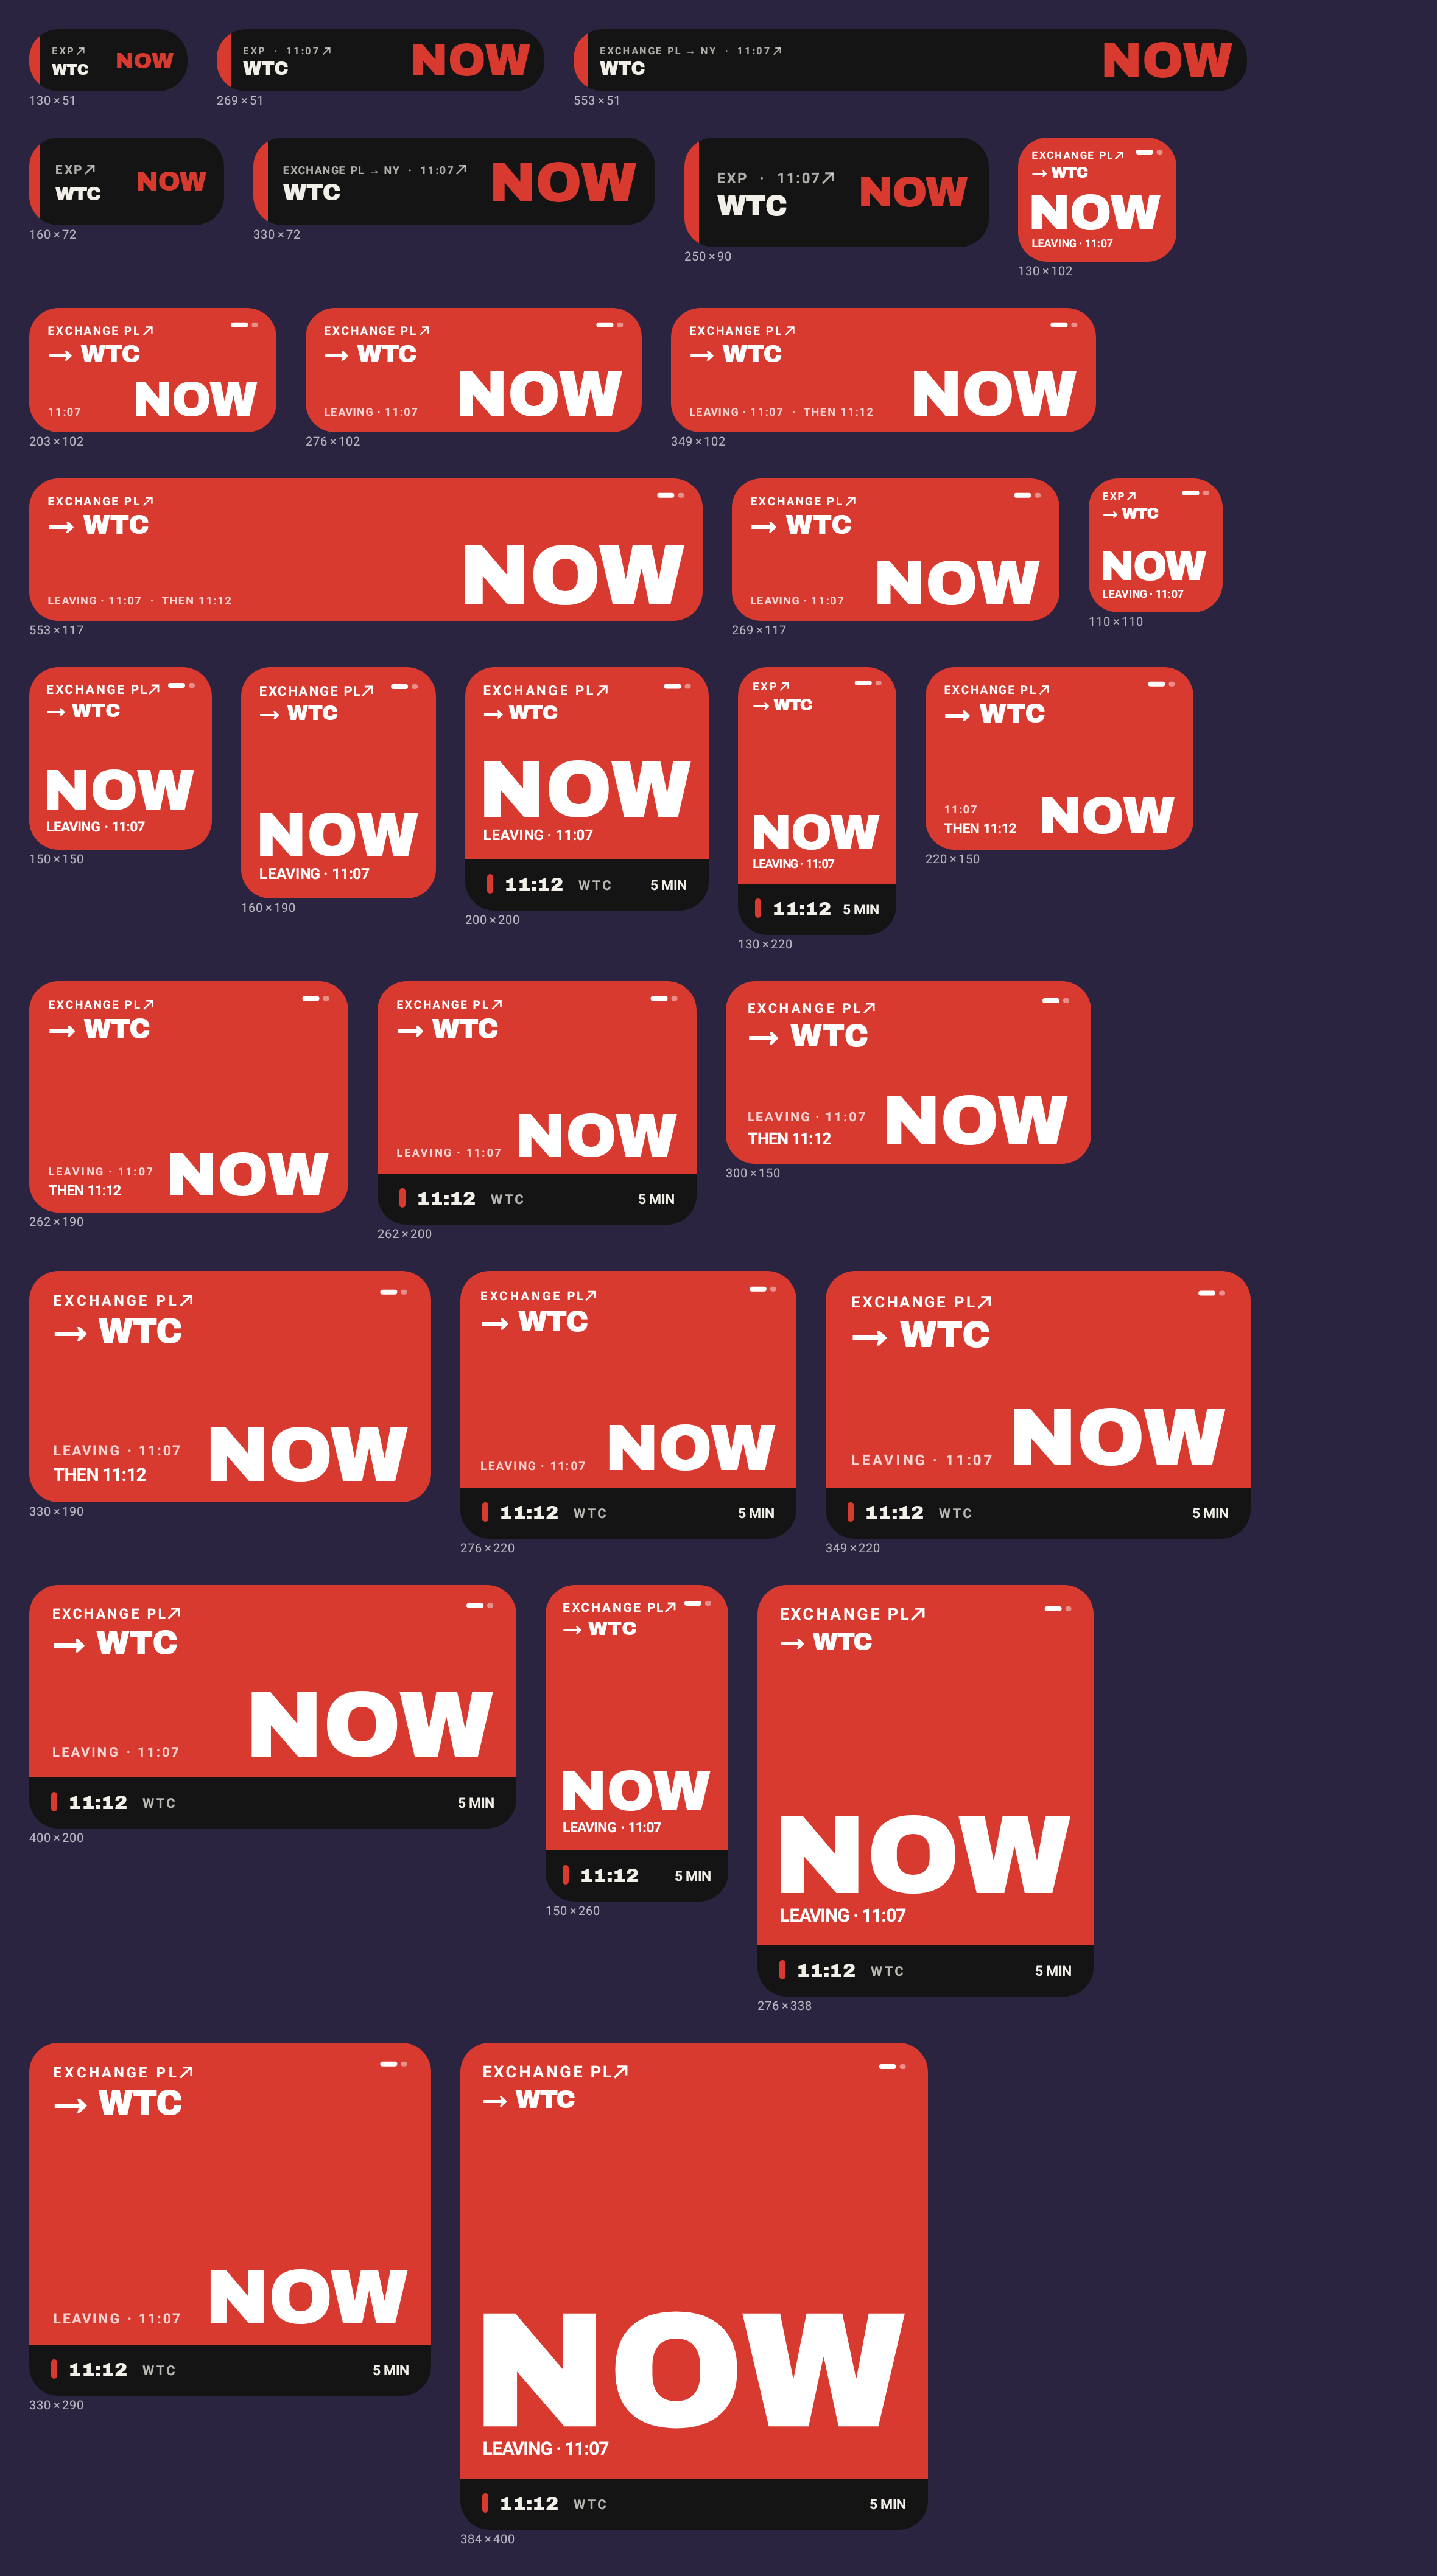 EXP↗
WTC
NOW
130×51
EXP · 11:07↗
WTC
NOW
269×51
EXCHANGE PL → NY · 11:07↗
WTC
NOW
553×51
EXP↗
WTC
NOW
160×72
EXCHANGE PL → NY · 11:07↗
WTC
NOW
330×72
EXP · 11:07↗
WTC
NOW
250×90
EXCHANGE PL↗
→ WTC
NOW
LEAVING · 11:07
130×102
EXCHANGE PL↗
→ WTC
11:07
NOW
203×102
EXCHANGE PL↗
→ WTC
LEAVING · 11:07
NOW
276×102
EXCHANGE PL↗
→ WTC
LEAVING · 11:07 · THEN 11:12
NOW
349×102
EXCHANGE PL↗
→ WTC
LEAVING · 11:07 · THEN 11:12
NOW
553×117
EXCHANGE PL↗
→ WTC
LEAVING · 11:07
NOW
269×117
EXP↗
→ WTC
NOW
LEAVING · 11:07
110×110
EXCHANGE PL↗
→ WTC
NOW
LEAVING · 11:07
150×150
EXCHANGE PL↗
→ WTC
NOW
LEAVING · 11:07
160×190
EXCHANGE PL↗
→ WTC
NOW
LEAVING · 11:07
11:12 WTC 5 MIN
200×200
EXP↗
→ WTC
NOW
LEAVING · 11:07
11:12 5 MIN
130×220
EXCHANGE PL↗
→ WTC
11:07
THEN 11:12
NOW
220×150
EXCHANGE PL↗
→ WTC
LEAVING · 11:07
THEN 11:12
NOW
262×190
EXCHANGE PL↗
→ WTC
LEAVING · 11:07
NOW
11:12 WTC 5 MIN
262×200
EXCHANGE PL↗
→ WTC
LEAVING · 11:07
THEN 11:12
NOW
300×150
EXCHANGE PL↗
→ WTC
LEAVING · 11:07
THEN 11:12
NOW
330×190
EXCHANGE PL↗
→ WTC
LEAVING · 11:07
NOW
11:12 WTC 5 MIN
276×220
EXCHANGE PL↗
→ WTC
LEAVING · 11:07
NOW
11:12 WTC 5 MIN
349×220
EXCHANGE PL↗
→ WTC
LEAVING · 11:07
NOW
11:12 WTC 5 MIN
400×200
EXCHANGE PL↗
→ WTC
NOW
LEAVING · 11:07
11:12 5 MIN
150×260
EXCHANGE PL↗
→ WTC
NOW
LEAVING · 11:07
11:12 WTC 5 MIN
276×338
EXCHANGE PL↗
→ WTC
LEAVING · 11:07
NOW
11:12 WTC 5 MIN
330×290
EXCHANGE PL↗
→ WTC
NOW
LEAVING · 11:07
11:12 WTC 5 MIN
384×400